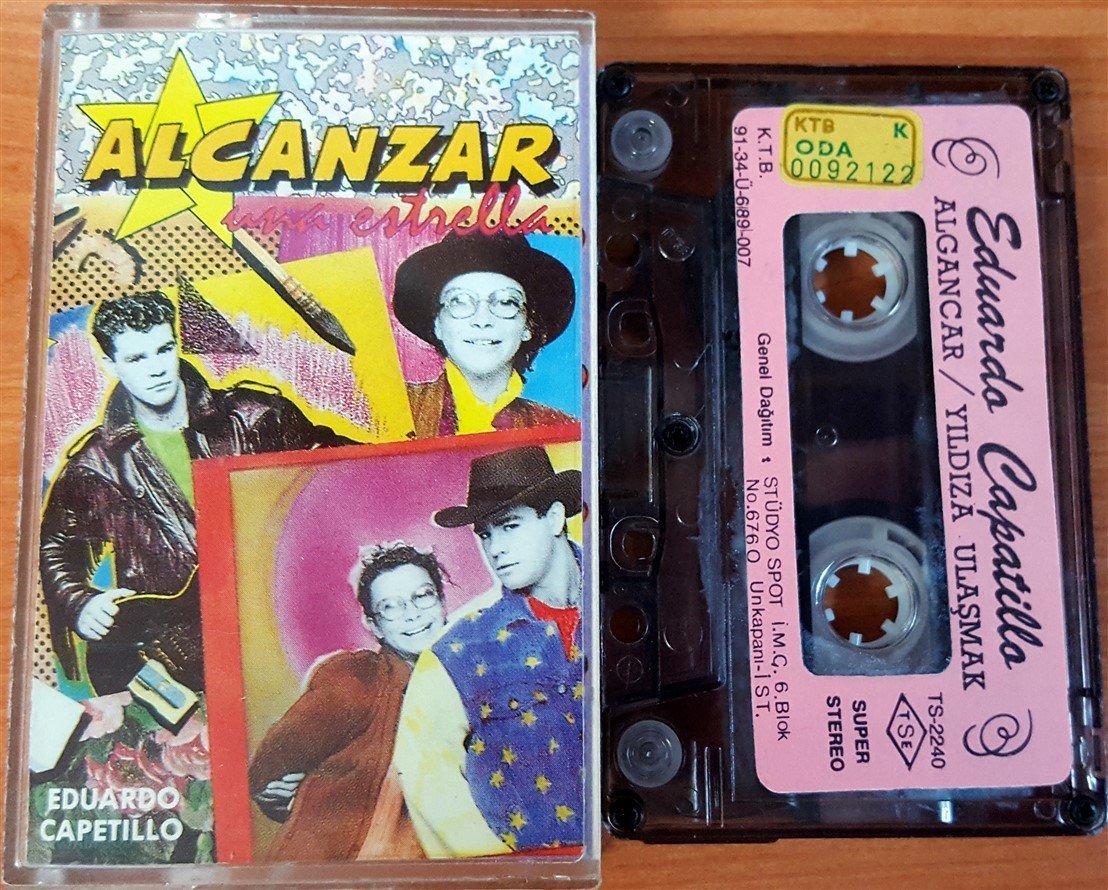 ALCANZAR
una estrella
EDUARDO
CAPETILLO
KTB K
ODA
0092122
K.T.B.
91-34-Ü-689-007
Eduardo Capatillo
ALGANCAR / YILDIZA ULAŞMAK
Genel Dağıtım : STÜDYO SPOT İ.M.Ç. 6.Blok
No.6760 Unkapanı-İST.
TS-2240
TSE
SUPER
STEREO